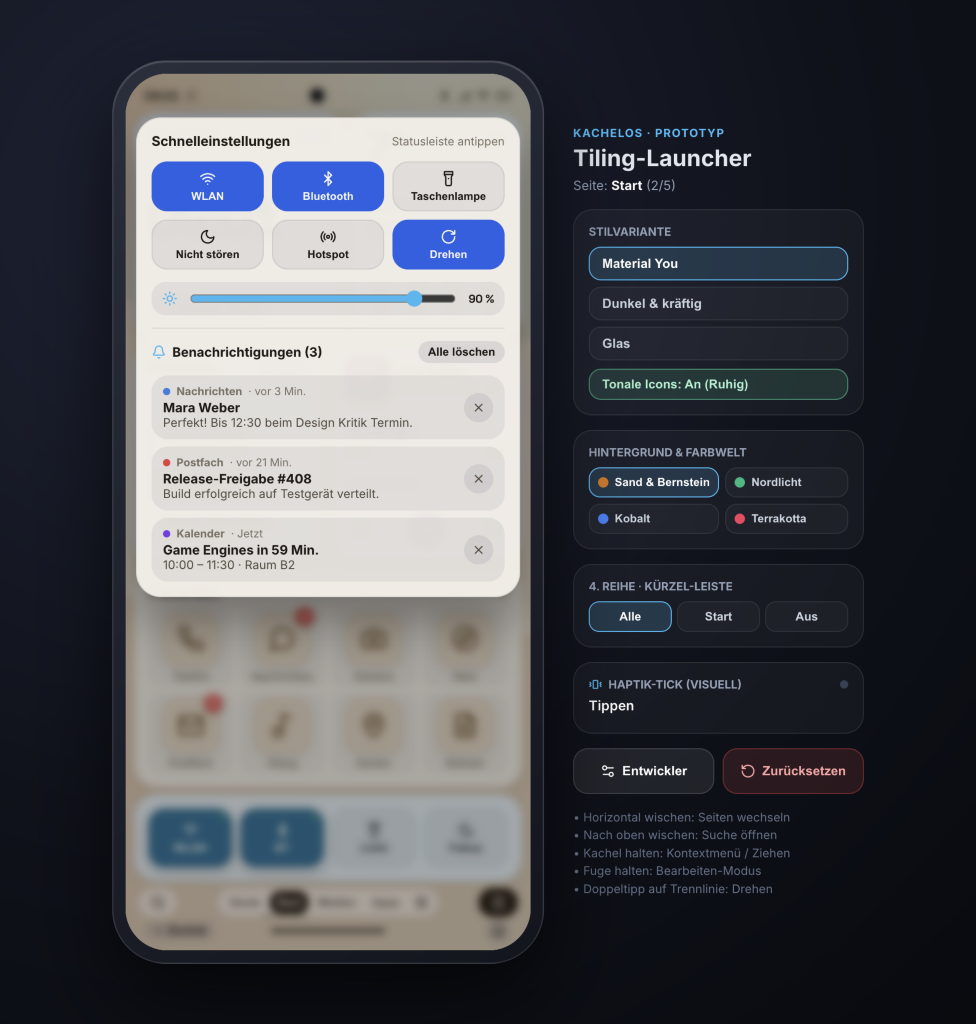 Schnelleinstellungen
Statusleiste antippen
WLAN
Bluetooth
Taschenlampe
Nicht stören
Hotspot
Drehen
90 %
Benachrichtigungen (3)
Alle löschen
Nachrichten · vor 3 Min.
Mara Weber
Perfekt! Bis 12:30 beim Design Kritik Termin.
Postfach · vor 21 Min.
Release-Freigabe #408
Build erfolgreich auf Testgerät verteilt.
Kalender · Jetzt
Game Engines in 59 Min.
10:00 – 11:30 · Raum B2
KACHELOS · PROTOTYP
Tiling-Launcher
Seite: Start (2/5)
STILVARIANTE
Material You
Dunkel & kräftig
Glas
Tonale Icons: An (Ruhig)
HINTERGRUND & FARBWELT
Sand & Bernstein
Nordlicht
Kobalt
Terrakotta
4. REIHE · KÜRZEL-LEISTE
Alle
Start
Aus
HAPTIK-TICK (VISUELL)
Tippen
Entwickler
Zurücksetzen
• Horizontal wischen: Seiten wechseln
• Nach oben wischen: Suche öffnen
• Kachel halten: Kontextmenü / Ziehen
• Fuge halten: Bearbeiten-Modus
• Doppeltipp auf Trennlinie: Drehen